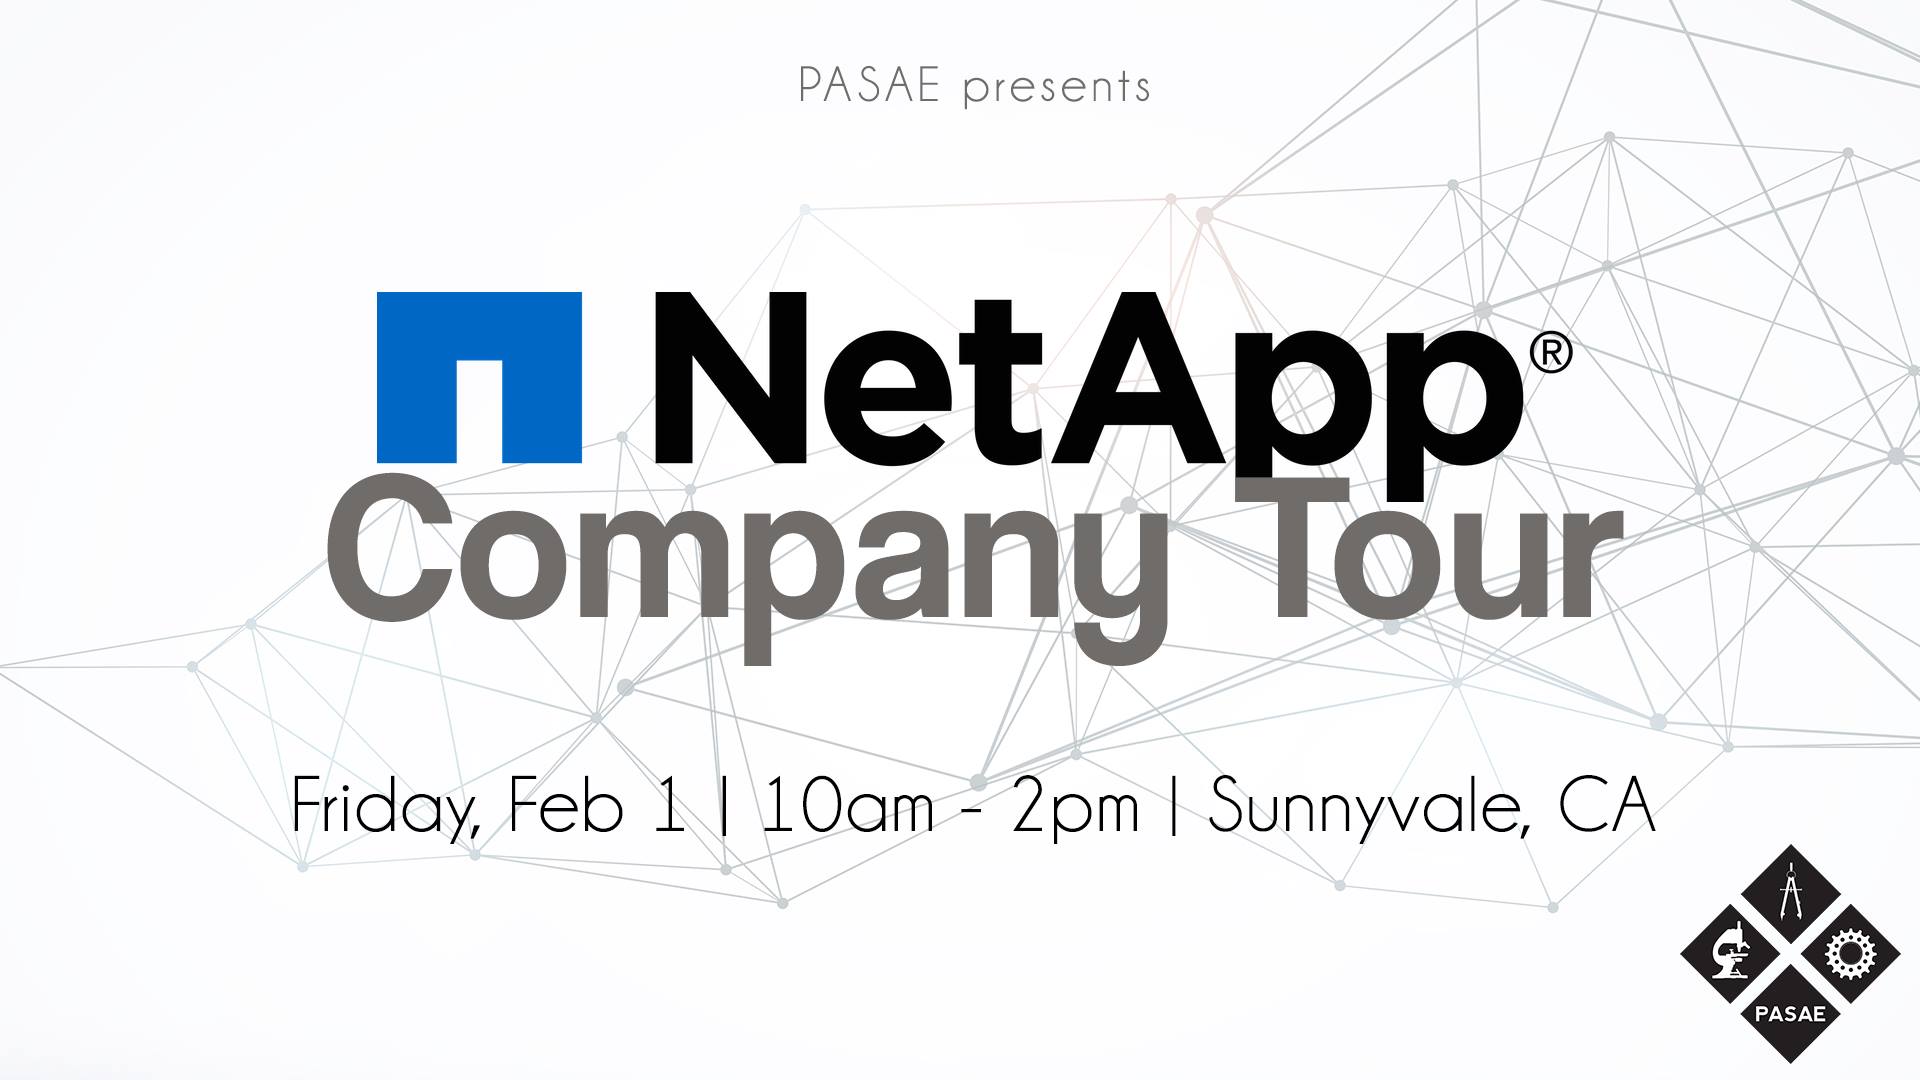 PASAE presents
NetApp®
Company Tour
Friday, Feb 1 | 10am - 2pm | Sunnyvale, CA
PASAE